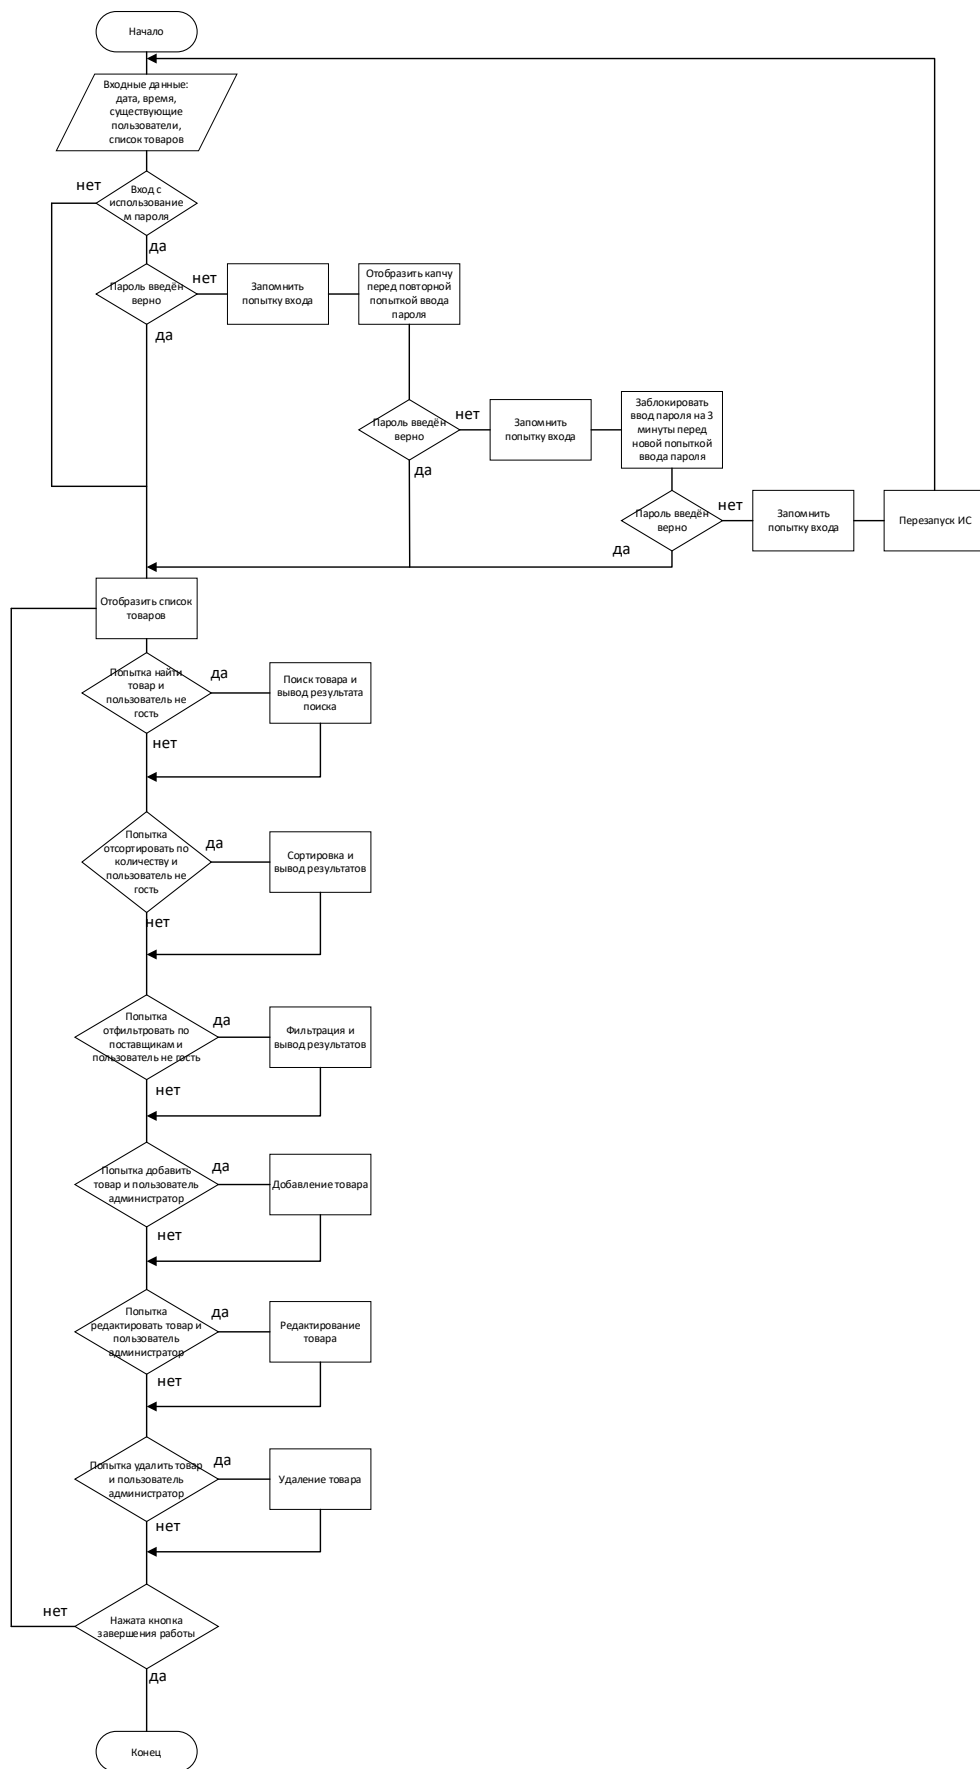 Начало
Входные данные:
дата, время,
существующие
пользователи,
список товаров
нет
Вход с
использование
м пароля
да
Пароль введён
верно
нет
Запомнить
попытку входа
Отобразить капчу
перед повторной
попыткой ввода
пароля
да
Пароль введён
верно
нет
Запомнить
попытку входа
Заблокировать
ввод пароля на 3
минуты перед
новой попыткой
ввода пароля
да
Пароль введён
верно
нет
Запомнить
попытку входа
Перезапуск ИС
да
Отобразить список
товаров
Попытка найти
товар и
пользователь не
гость
да
Поиск товара и
вывод результата
поиска
нет
Попытка
отсортировать по
количеству и
пользователь не
гость
да
Сортировка и
вывод результатов
нет
Попытка
отфильтровать по
поставщикам и
пользователь не гость
да
Фильтрация и
вывод результатов
нет
Попытка добавить
товар и пользователь
администратор
да
Добавление товара
нет
Попытка
редактировать товар и
пользователь
администратор
да
Редактирование
товара
нет
Попытка удалить товар
и пользователь
администратор
да
Удаление товара
нет
нет
Нажата кнопка
завершения работы
да
Конец